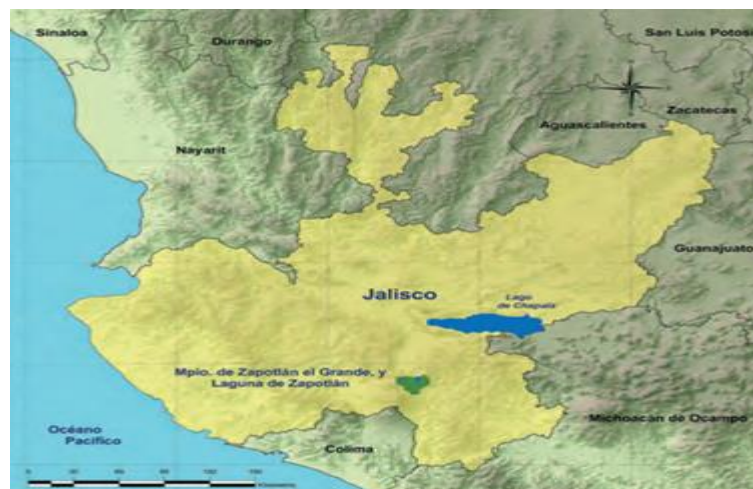 Sinaloa
Durango
San Luis Potosí
Zacatecas
Aguascalientes
Nayarit
Guanajuato
Jalisco
Lago
de Chapala
Mpio. de Zapotlán el Grande, y
Laguna de Zapotlán
Michoacán de Ocampo
Océano
Pacífico
Colima